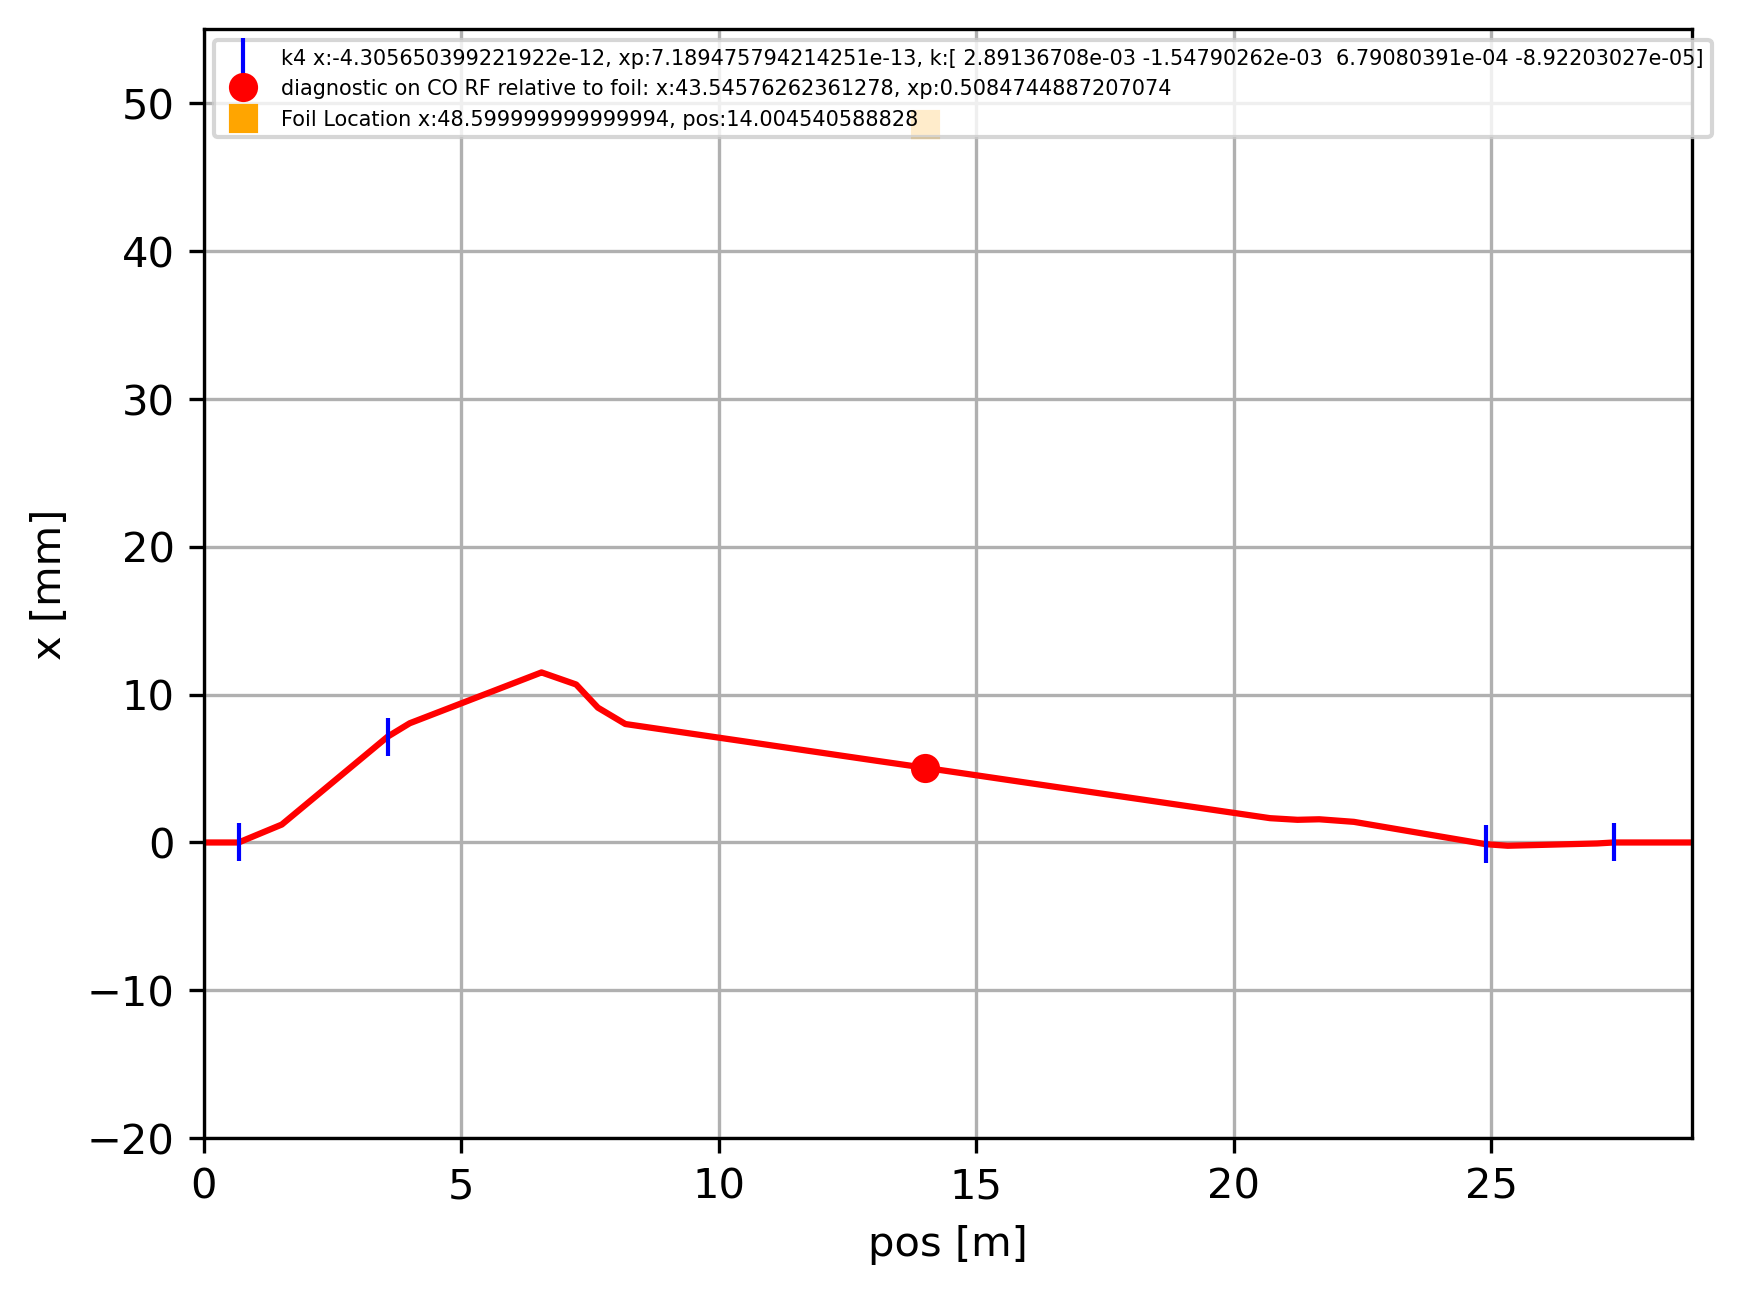 k4 x:-4.305650399221922e-12, xp:7.189475794214251e-13, k:[ 2.89136708e-03 -1.54790262e-03  6.79080391e-04 -8.92203027e-05]
diagnostic on CO RF relative to foil: x:43.54576262361278, xp:0.5084744887207074
Foil Location x:48.599999999999994, pos:14.004540588828
50
40
30
20
10
0
−10
−20
x [mm]
0 5 10 15 20 25
pos [m]